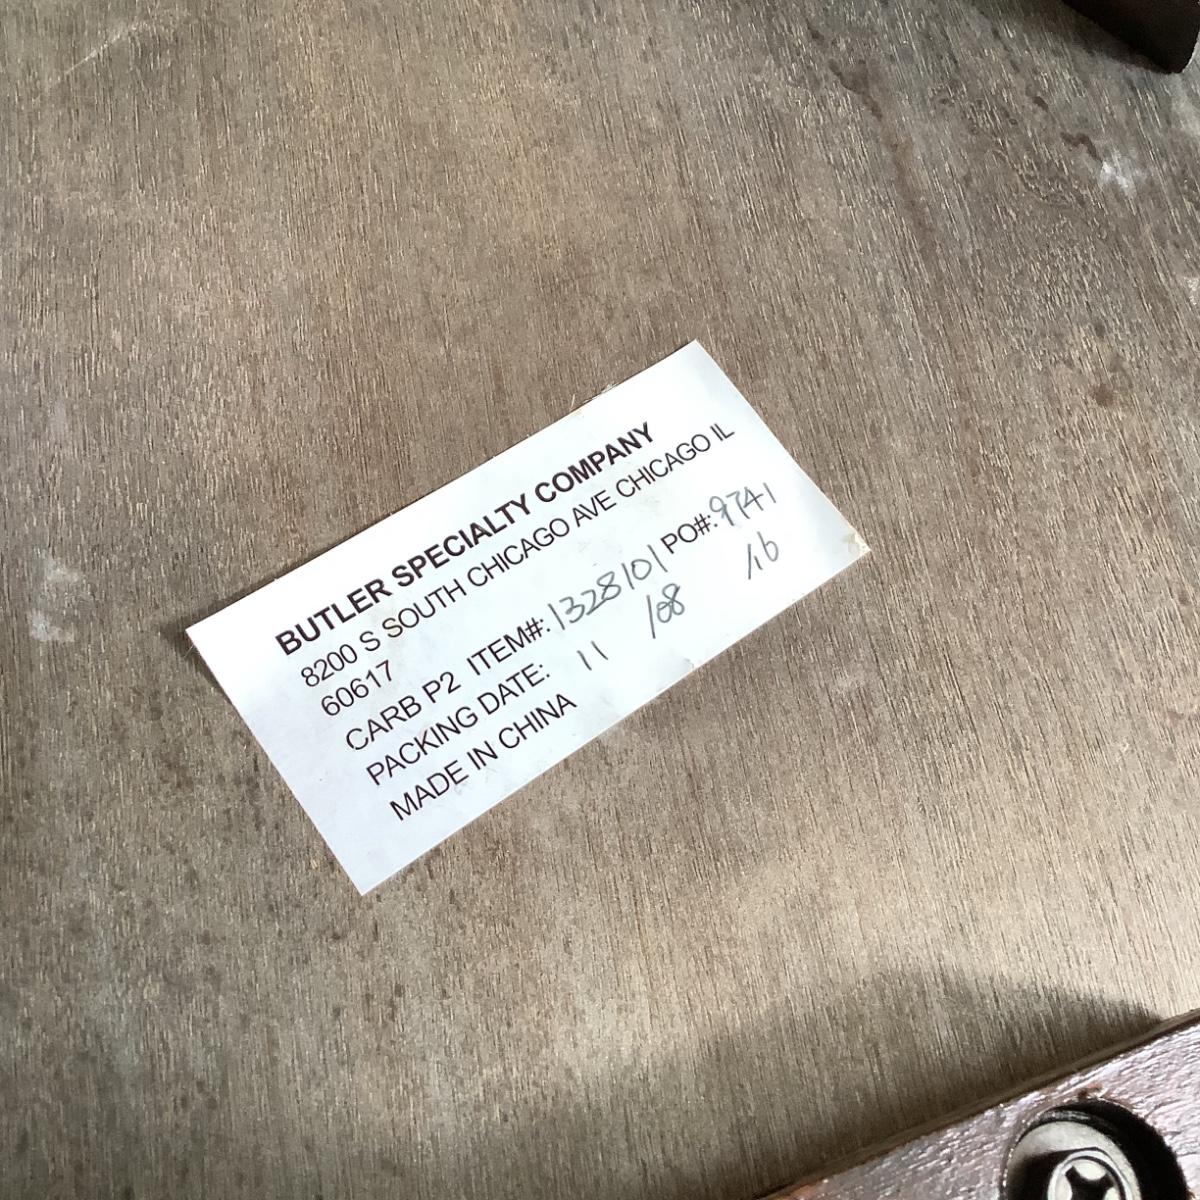 BUTLER SPECIALTY COMPANY
8200 S SOUTH CHICAGO AVE CHICAGO IL
60617
CARB P2 ITEM#: 1328101 PO#: 9741
PACKING DATE: 11 /08 /16
MADE IN CHINA